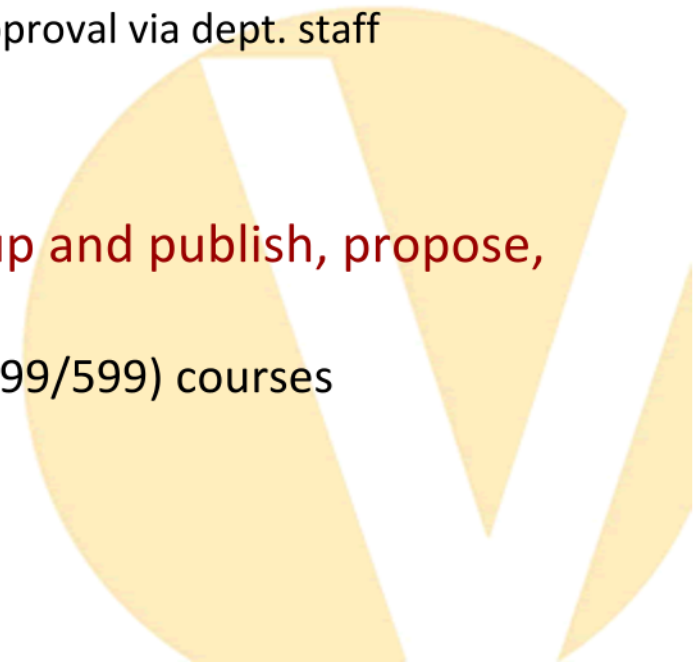 proval via dept. staff
up and publish, propose,
99/599) courses